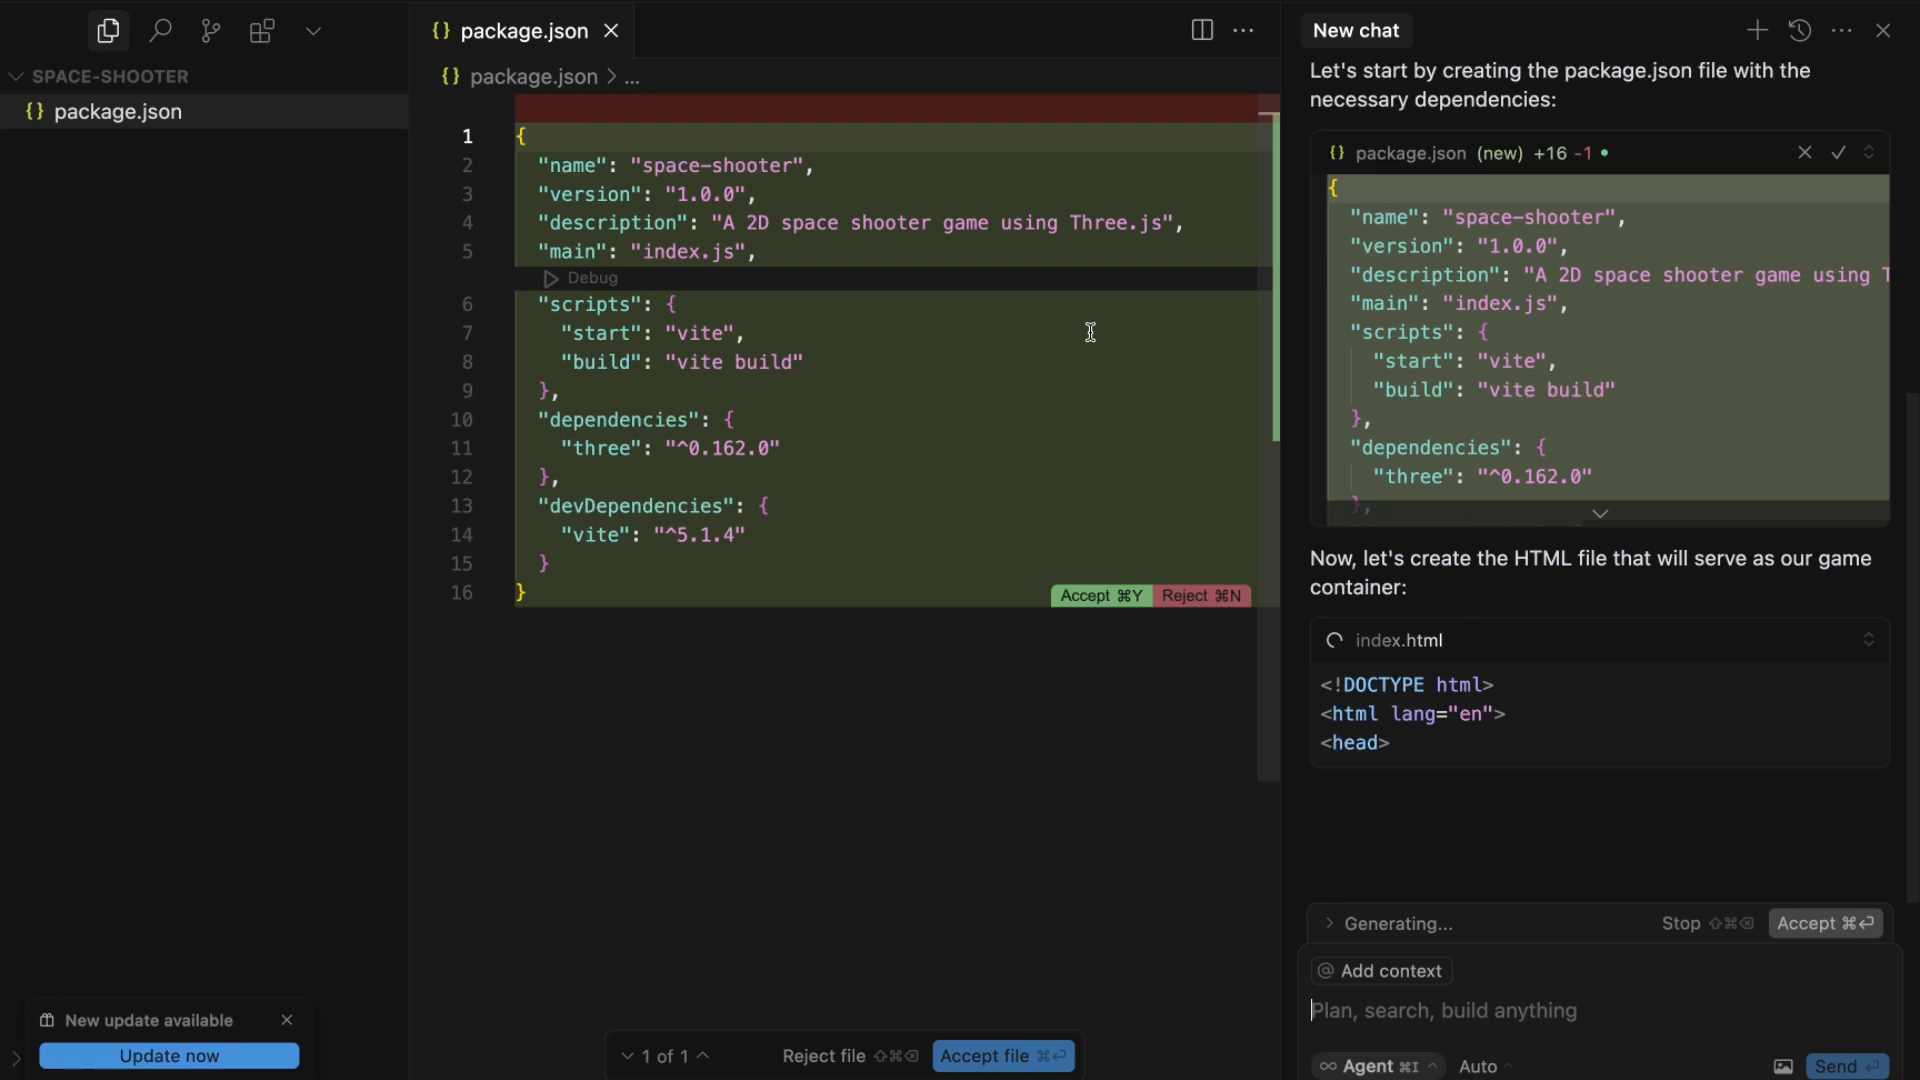 SPACE-SHOOTER
{} package.json
New update available
Update now
{} package.json
{} package.json > ...
1 {
2 "name": "space-shooter",
3 "version": "1.0.0",
4 "description": "A 2D space shooter game using Three.js",
5 "main": "index.js",
Debug
6 "scripts": {
7 "start": "vite",
8 "build": "vite build"
9 },
10 "dependencies": {
11 "three": "^0.162.0"
12 },
13 "devDependencies": {
14 "vite": "^5.1.4"
15 }
16 }
Accept ⌘Y Reject ⌘N
1 of 1 Reject file ⇧⌘⌫ Accept file ⌘⏎
New chat
Let's start by creating the package.json file with the
necessary dependencies:
{} package.json (new) +16 -1
{
"name": "space-shooter",
"version": "1.0.0",
"description": "A 2D space shooter game using T
"main": "index.js",
"scripts": {
"start": "vite",
"build": "vite build"
},
"dependencies": {
"three": "^0.162.0"
},
Now, let's create the HTML file that will serve as our game
container:
index.html
<!DOCTYPE html>
<html lang="en">
<head>
Generating... Stop ⇧⌘⌫ Accept ⌘⏎
@ Add context
Plan, search, build anything
∞ Agent ⌘I Auto Send ⏎